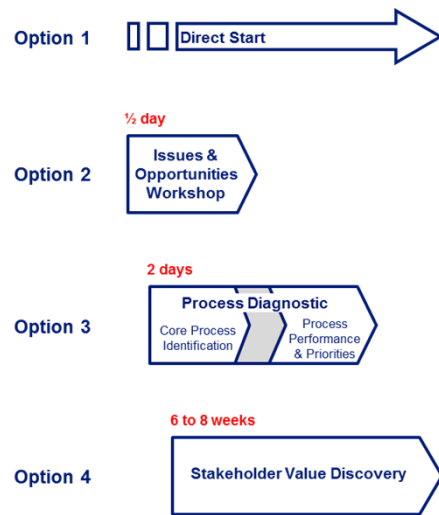 Option 1
Direct Start
½ day
Option 2
Issues &
Opportunities
Workshop
2 days
Option 3
Process Diagnostic
Core Process
Identification
Process
Performance
& Priorities
6 to 8 weeks
Option 4
Stakeholder Value Discovery